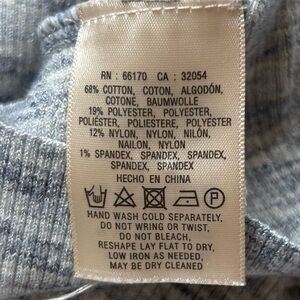 RN : 66170 CA : 32054
68% COTTON, COTON, ALGODÓN,
COTONE, BAUMWOLLE
19% POLYESTER, POLYESTER,
POLIÉSTER, POLIESTERE, POLYESTER
12% NYLON, NYLON, NILÓN,
NAILON, NYLON
1% SPANDEX, SPANDEX, SPANDEX,
SPANDEX, SPANDEX
HECHO EN CHINA
P
HAND WASH COLD SEPARATELY,
DO NOT WRING OR TWIST,
DO NOT BLEACH,
RESHAPE LAY FLAT TO DRY,
LOW IRON AS NEEDED,
MAY BE DRY CLEANED